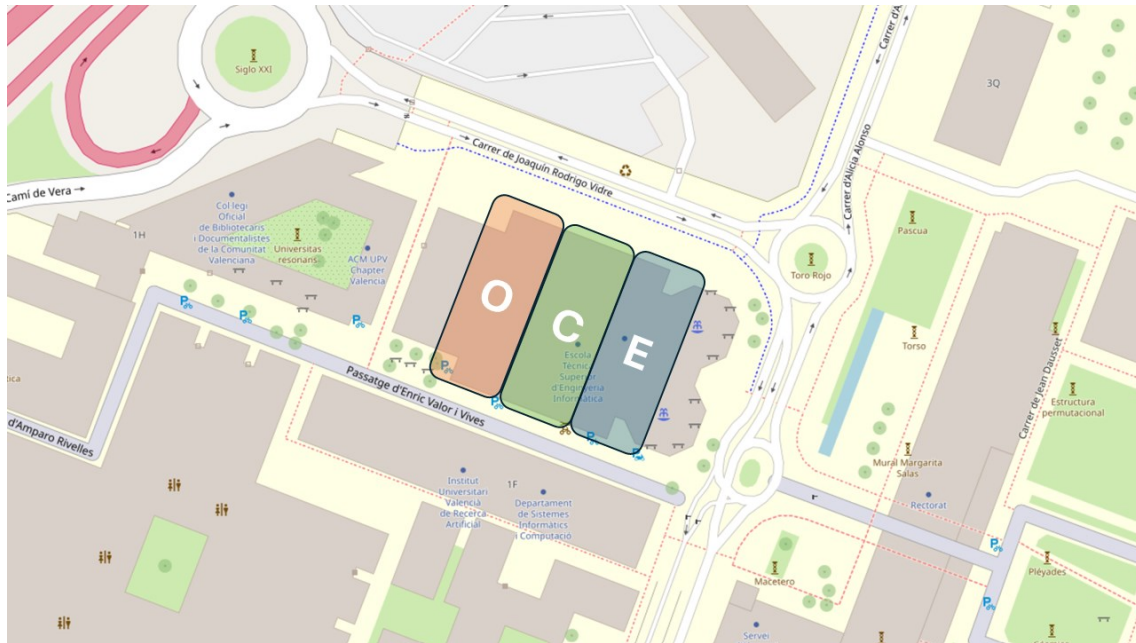 Siglo XXI
3Q
Carrer de Joaquín Rodrigo Vidre
Carrer d'Alícia Alonso
Carrer d'A
Camí de Vera
1H
Col·legi
Oficial
de Bibliotecaris
i Documentalistes
de la Comunitat
Valenciana
Universitas
resonans
ACM UPV
Chapter
València
Pascua
Toro Rojo
O
C
E
Torso
Escola
Tècnica
Superior
d'Enginyeria
Informàtica
Carrer de Jean Dausset
Passatge d'Enric Valor i Vives
Estructura
permutacional
ctica
d'Amparo Rivelles
Mural Margarita
Salas
Institut
Universitari
Valencià
de Recerca
Artificial
1F
Departament
de Sistemes
Informàtics
i Computació
Rectorat
Macetero
Pléyades
Servei